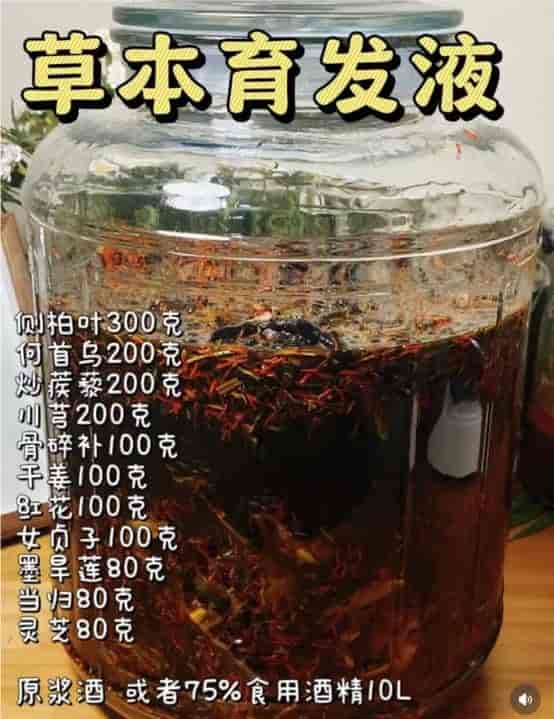 草本育发液
侧柏叶300克
何首乌200克
炒蒺藜200克
川芎200克
骨碎补100克
干姜100克
红花100克
女贞子100克
墨旱莲80克
当归80克
灵芝80克
原浆酒 或者75%食用酒精10L